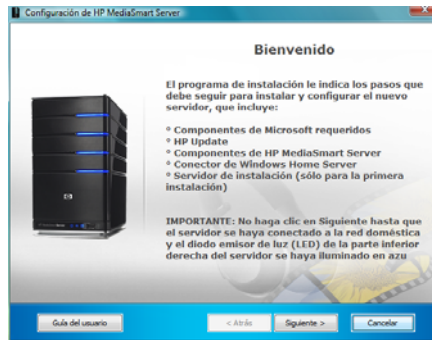 Configuración de HP MediaSmart Server
Bienvenido
El programa de instalación le indica los pasos que
debe seguir para instalar y configurar el nuevo
servidor, que incluye:
° Componentes de Microsoft requeridos
° HP Update
° Componentes de HP MediaSmart Server
° Conector de Windows Home Server
° Servidor de instalación (sólo para la primera
instalación)
IMPORTANTE: No haga clic en Siguiente hasta que
el servidor se haya conectado a la red doméstica
y el diodo emisor de luz (LED) de la parte inferior
derecha del servidor se haya iluminado en azu
hp
Guía del usuario
< Atrás
Siguiente >
Cancelar